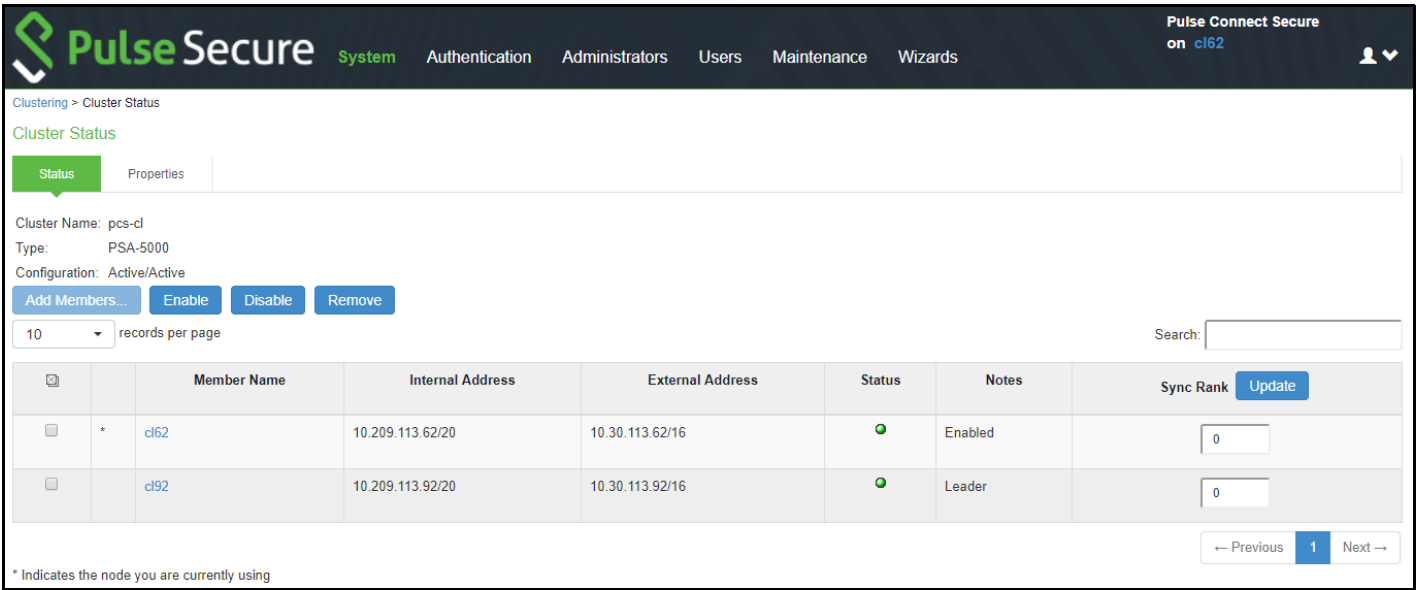 Pulse Secure System Authentication Administrators Users Maintenance Wizards
Pulse Connect Secure
on cl62
Clustering > Cluster Status
Cluster Status
Status Properties
Cluster Name: pcs-cl
Type: PSA-5000
Configuration: Active/Active
Add Members... Enable Disable Remove
10 records per page Search:
Member Name Internal Address External Address Status Notes Sync Rank Update
* cl62 10.209.113.62/20 10.30.113.62/16 Enabled 0
cl92 10.209.113.92/20 10.30.113.92/16 Leader 0
← Previous 1 Next →
* Indicates the node you are currently using